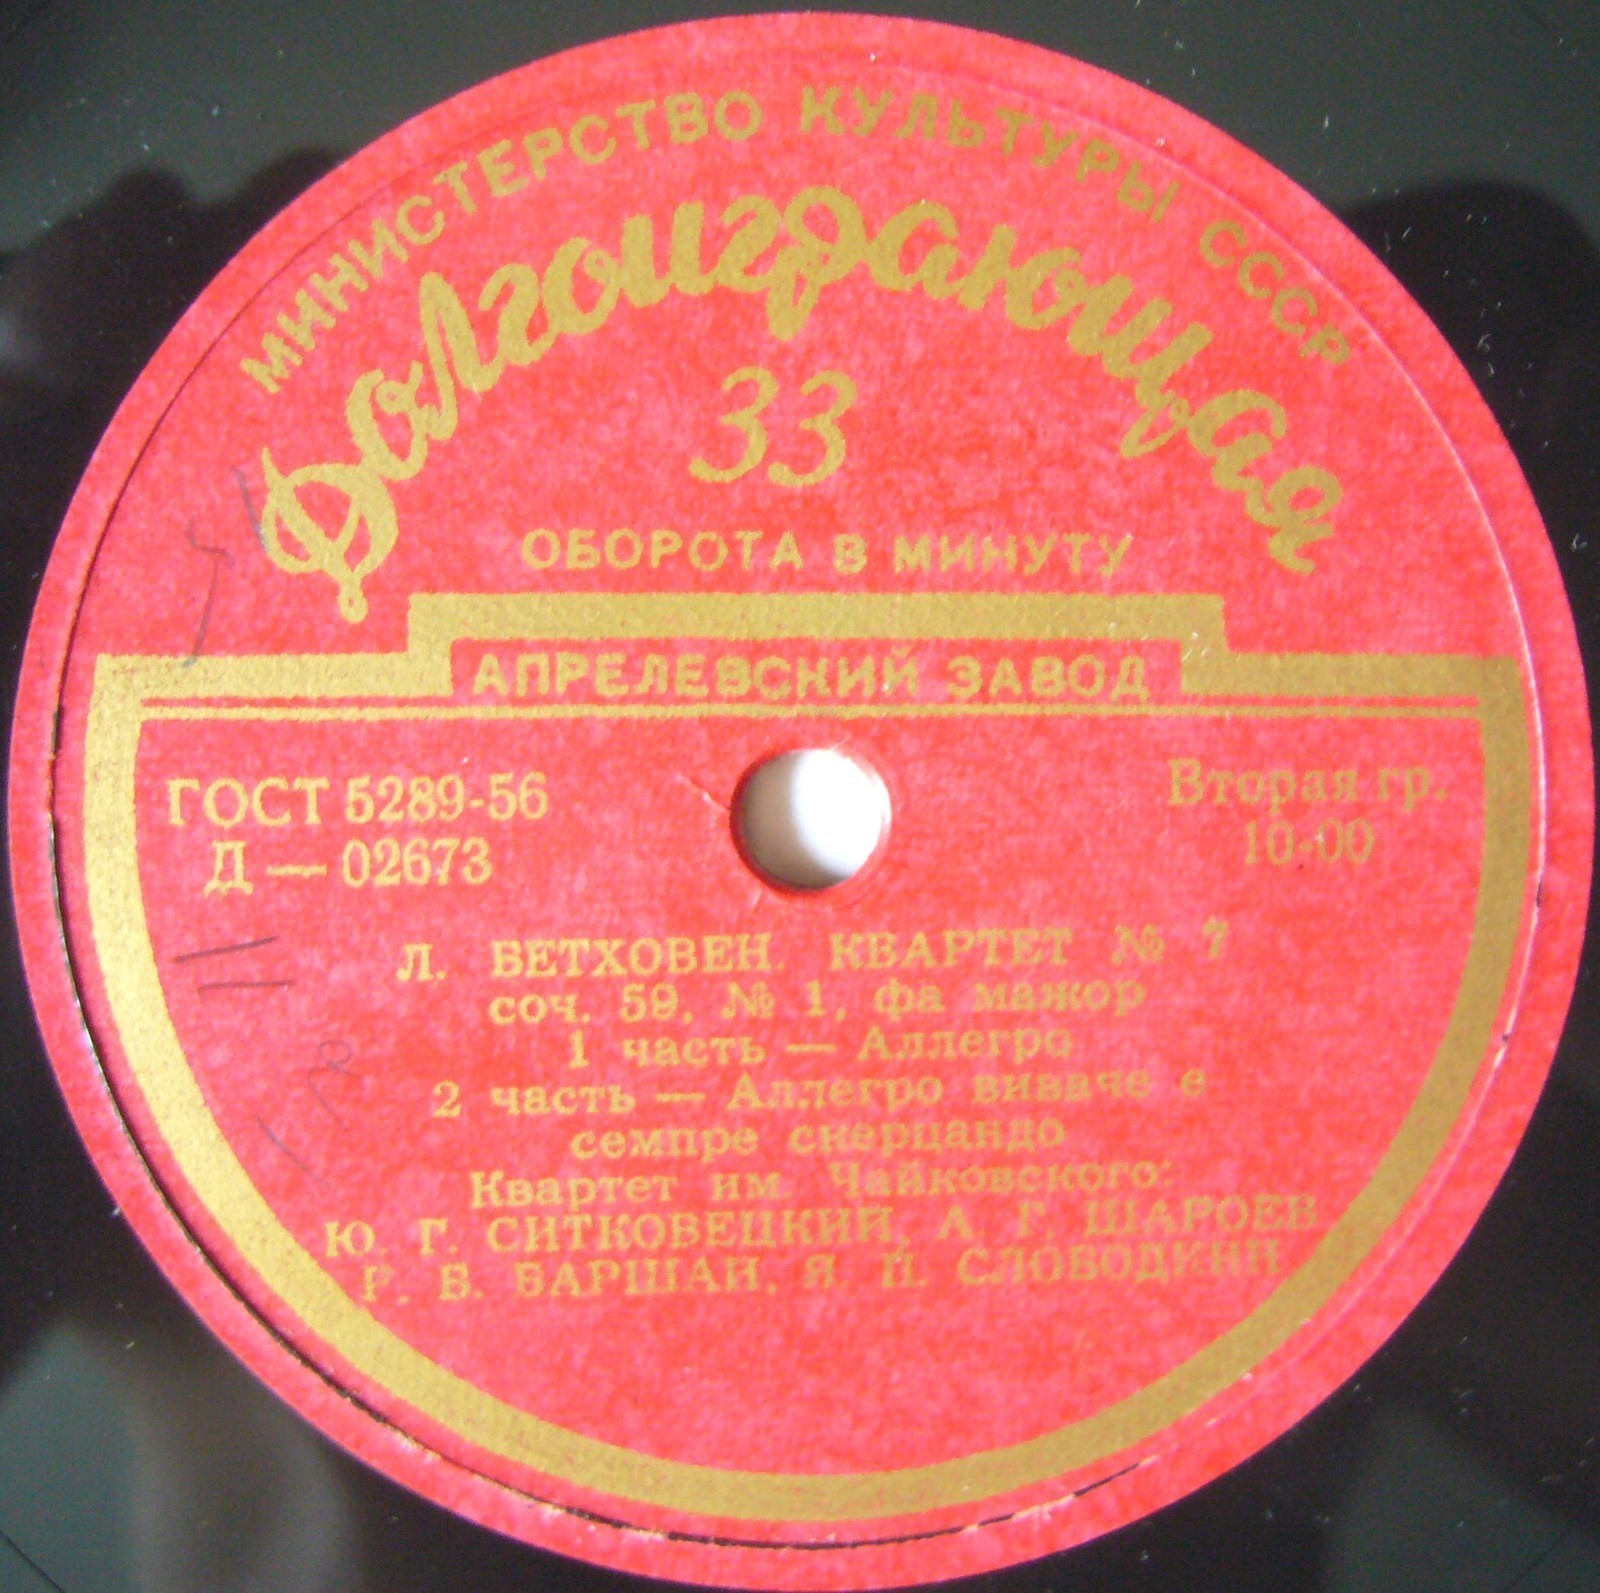 МИНИСТЕРСТВО КУЛЬТУРЫ СССР
Долгоиграющая
33
ОБОРОТА В МИНУТУ
АПРЕЛЕВСКИЙ ЗАВОД
ГОСТ 5289-56
Д — 02673
Вторая гр.
10-00
Л. БЕТХОВЕН. КВАРТЕТ № 7
соч. 59, № 1, фа мажор
1 часть — Аллегро
2 часть — Аллегро виваче е
семпре скерцандо
Квартет им. Чайковского:
Ю. Г. СИТКОВЕЦКИЙ, А. Г. ШАРОЕВ
Р. Б. БАРШАЙ, Я. П. СЛОБОДКИН